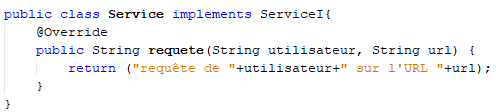 public class Service implements ServiceI{
@Override
public String requete(String utilisateur, String url) {
return ("requête de "+utilisateur+" sur l'URL "+url);
}
}